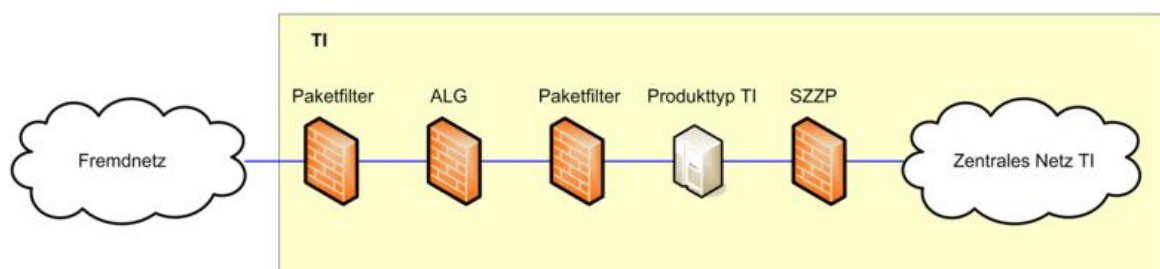 TI
Paketfilter
ALG
Paketfilter
Produkttyp TI
SZZP
Fremdnetz
Zentrales Netz TI